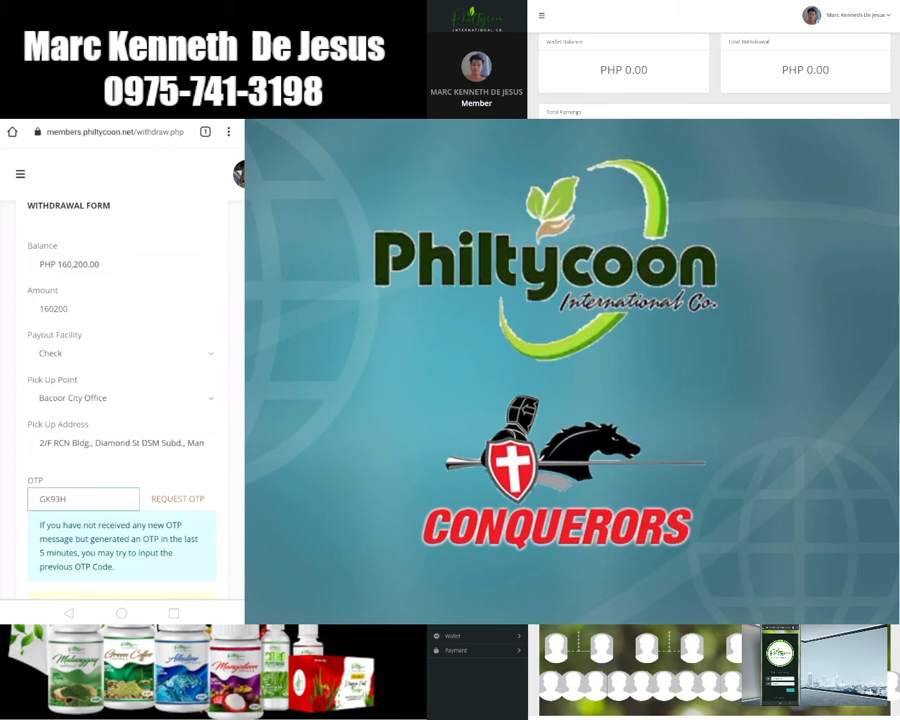 Marc Kenneth De Jesus
0975-741-3198
Philtycoon
INTERNATIONAL CO.
MARC KENNETH DE JESUS
Member
Marc Kenneth De Jesus
Wallet Balance
Total Withdrawal
PHP 0.00
PHP 0.00
Total Earnings
members.philtycoon.net/withdraw.php
1
WITHDRAWAL FORM
Balance
PHP 160,200.00
Amount
160200
Payout Facility
Check
Pick Up Point
Bacoor City Office
Pick Up Address
2/F RCN Bldg., Diamond St DSM Subd., Man
OTP
GK93H
REQUEST OTP
If you have not received any new OTP
message but generated an OTP in the last
5 minutes, you may try to input the
previous OTP Code.
Philtycoon
International Co.
CONQUERORS
Malunggay
Green Coffee
Mangosteen
Wallet
Payment